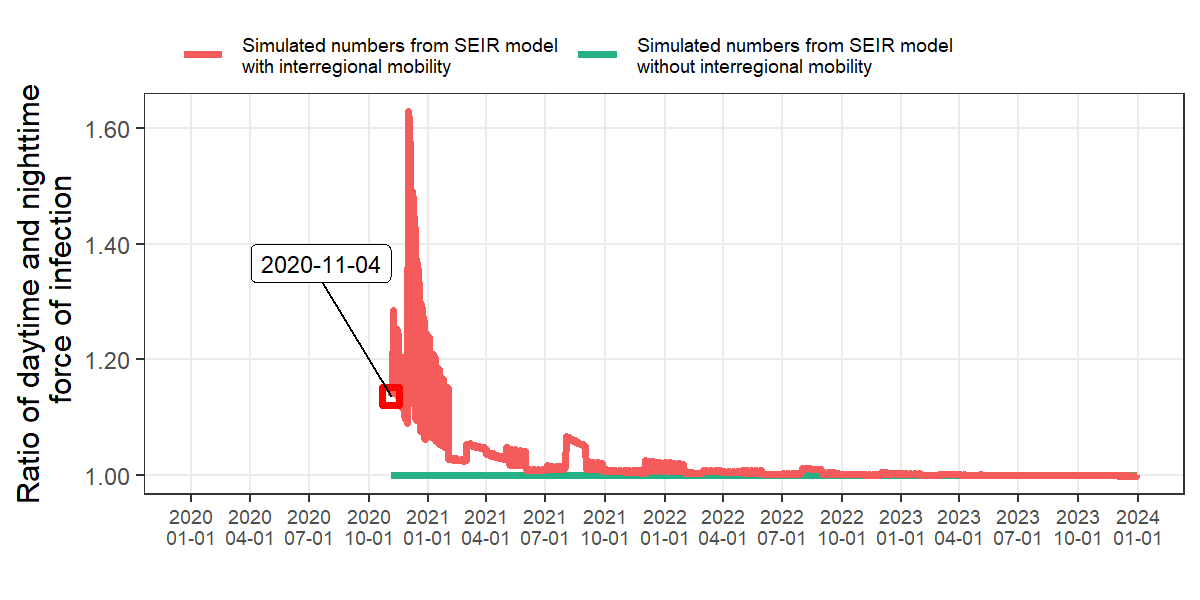 Simulated numbers from SEIR model
with interregional mobility
Simulated numbers from SEIR model
without interregional mobility
Ratio of daytime and nighttime
force of infection
1.60
1.40
1.20
1.00
2020-11-04
2020 2020 2020 2020 2021 2021 2021 2021 2022 2022 2022 2022 2023 2023 2023 2023 2024
01-01 04-01 07-01 10-01 01-01 04-01 07-01 10-01 01-01 04-01 07-01 10-01 01-01 04-01 07-01 10-01 01-01